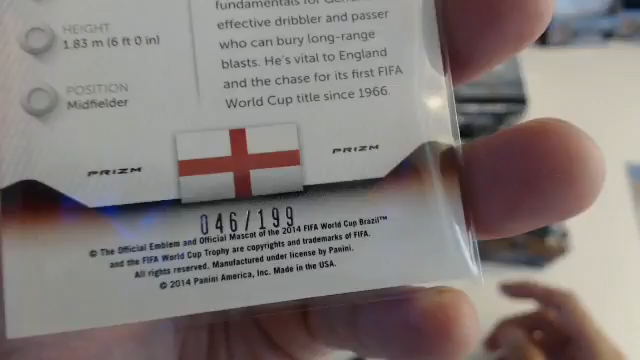 HEIGHT
1.83 m (6 ft 0 in)
POSITION
Midfielder
effective dribbler and passer
who can bury long-range
blasts. He's vital to England
and the chase for its first FIFA
World Cup title since 1966.
PRIZM
PRIZM
046/199
© The Official Emblem and Official Mascot of the 2014 FIFA World Cup Brazil™
and the FIFA World Cup Trophy are copyrights and trademarks of FIFA.
All rights reserved. Manufactured under license by Panini.
© 2014 Panini America, Inc. Made in the USA.